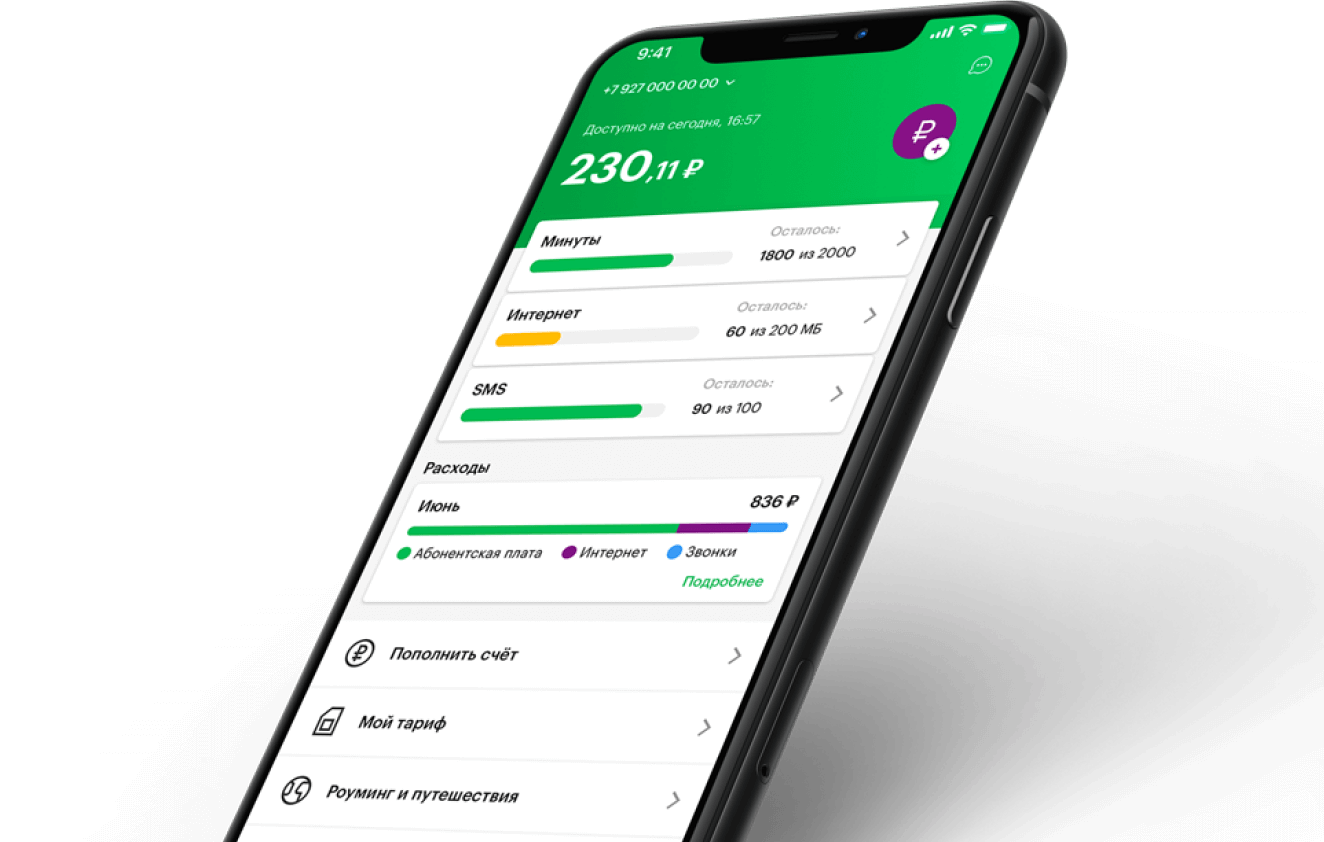 9:41
+7 927 000 00 00
Доступно на сегодня, 16:57
230,11 ₽
₽
Минуты
Осталось:
1800 из 2000
Интернет
Осталось:
60 из 200 МБ
SMS
Осталось:
90 из 100
Расходы
Июнь 836 ₽
Абонентская плата Интернет Звонки
Подробнее
Пополнить счёт
Мой тариф
Роуминг и путешествия